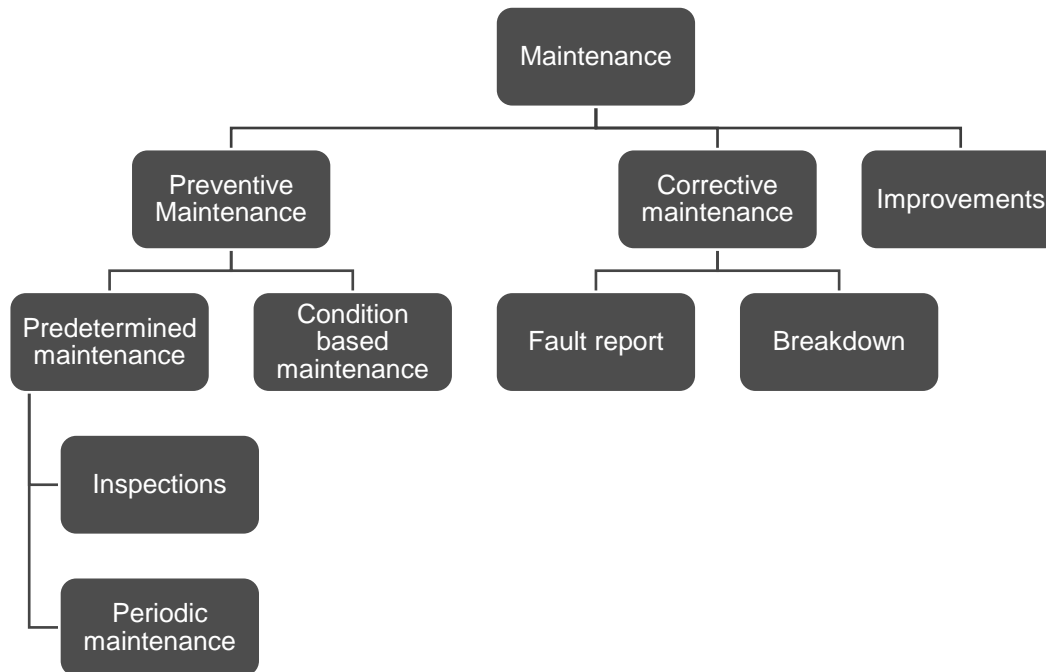 Maintenance
Preventive
Maintenance
Corrective
maintenance
Improvements
Predetermined
maintenance
Condition
based
maintenance
Fault report
Breakdown
Inspections
Periodic
maintenance